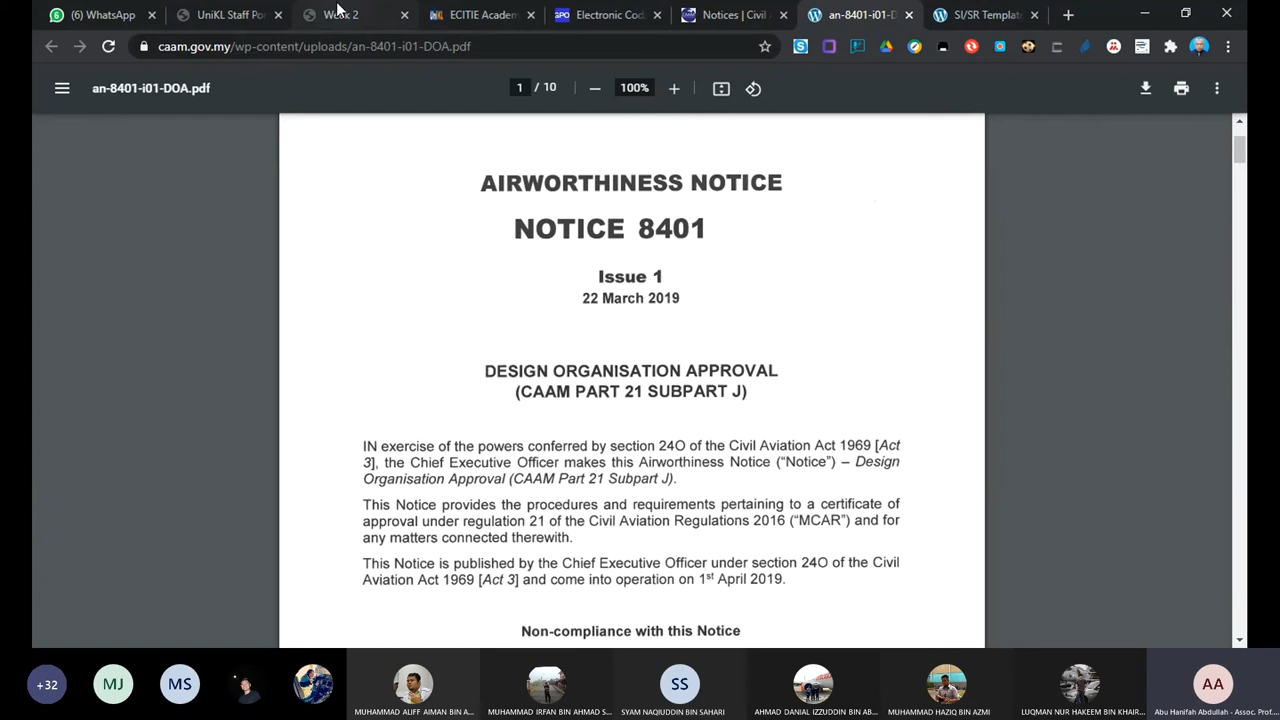 (6) WhatsApp
UniKL Staff Por
Week 2
ECITIE Academ
GPO
Electronic Cod
Notices | Civil A
an-8401-i01-D
SI/SR Template
caam.gov.my/wp-content/uploads/an-8401-i01-DOA.pdf
an-8401-i01-DOA.pdf
1 / 10
100%
AIRWORTHINESS NOTICE
NOTICE 8401
Issue 1
22 March 2019
DESIGN ORGANISATION APPROVAL
(CAAM PART 21 SUBPART J)
IN exercise of the powers conferred by section 24O of the Civil Aviation Act 1969 [Act
3], the Chief Executive Officer makes this Airworthiness Notice (“Notice”) – Design
Organisation Approval (CAAM Part 21 Subpart J).
This Notice provides the procedures and requirements pertaining to a certificate of
approval under regulation 21 of the Civil Aviation Regulations 2016 (“MCAR”) and for
any matters connected therewith.
This Notice is published by the Chief Executive Officer under section 24O of the Civil
Aviation Act 1969 [Act 3] and come into operation on 1st April 2019.
Non-compliance with this Notice
+32
MJ
MS
SS
AA
MUHAMMAD ALIFF AIMAN BIN A...
MUHAMMAD IRFAN BIN AHMAD S...
SYAM NAQIUDDIN BIN SAHARI
AHMAD DANIAL IZZUDDIN BIN AB...
MUHAMMAD HAZIQ BIN AZMI
LUQMAN NUR HAKEEM BIN KHAIR...
Abu Hanifah Abdullah - Assoc. Prof...